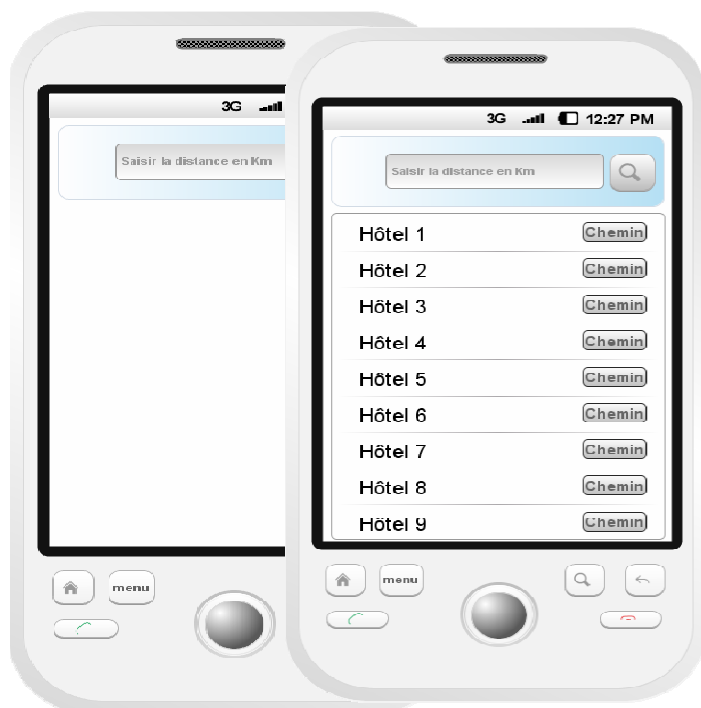 3G
Saisir la distance en Km
menu
3G 12:27 PM
Saisir la distance en Km
Hôtel 1 Chemin
Hôtel 2 Chemin
Hôtel 3 Chemin
Hôtel 4 Chemin
Hôtel 5 Chemin
Hôtel 6 Chemin
Hôtel 7 Chemin
Hôtel 8 Chemin
Hôtel 9 Chemin
menu